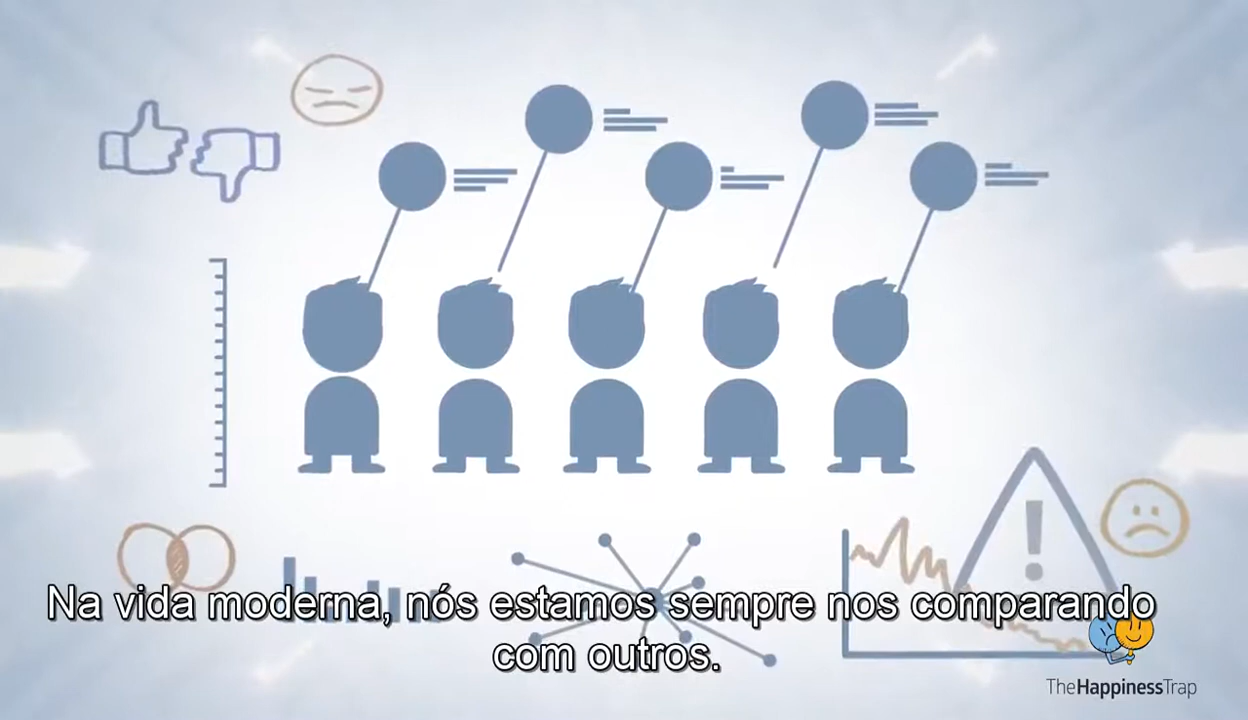 Na vida moderna, nós estamos sempre nos comparando
com outros.
TheHappinessTrap